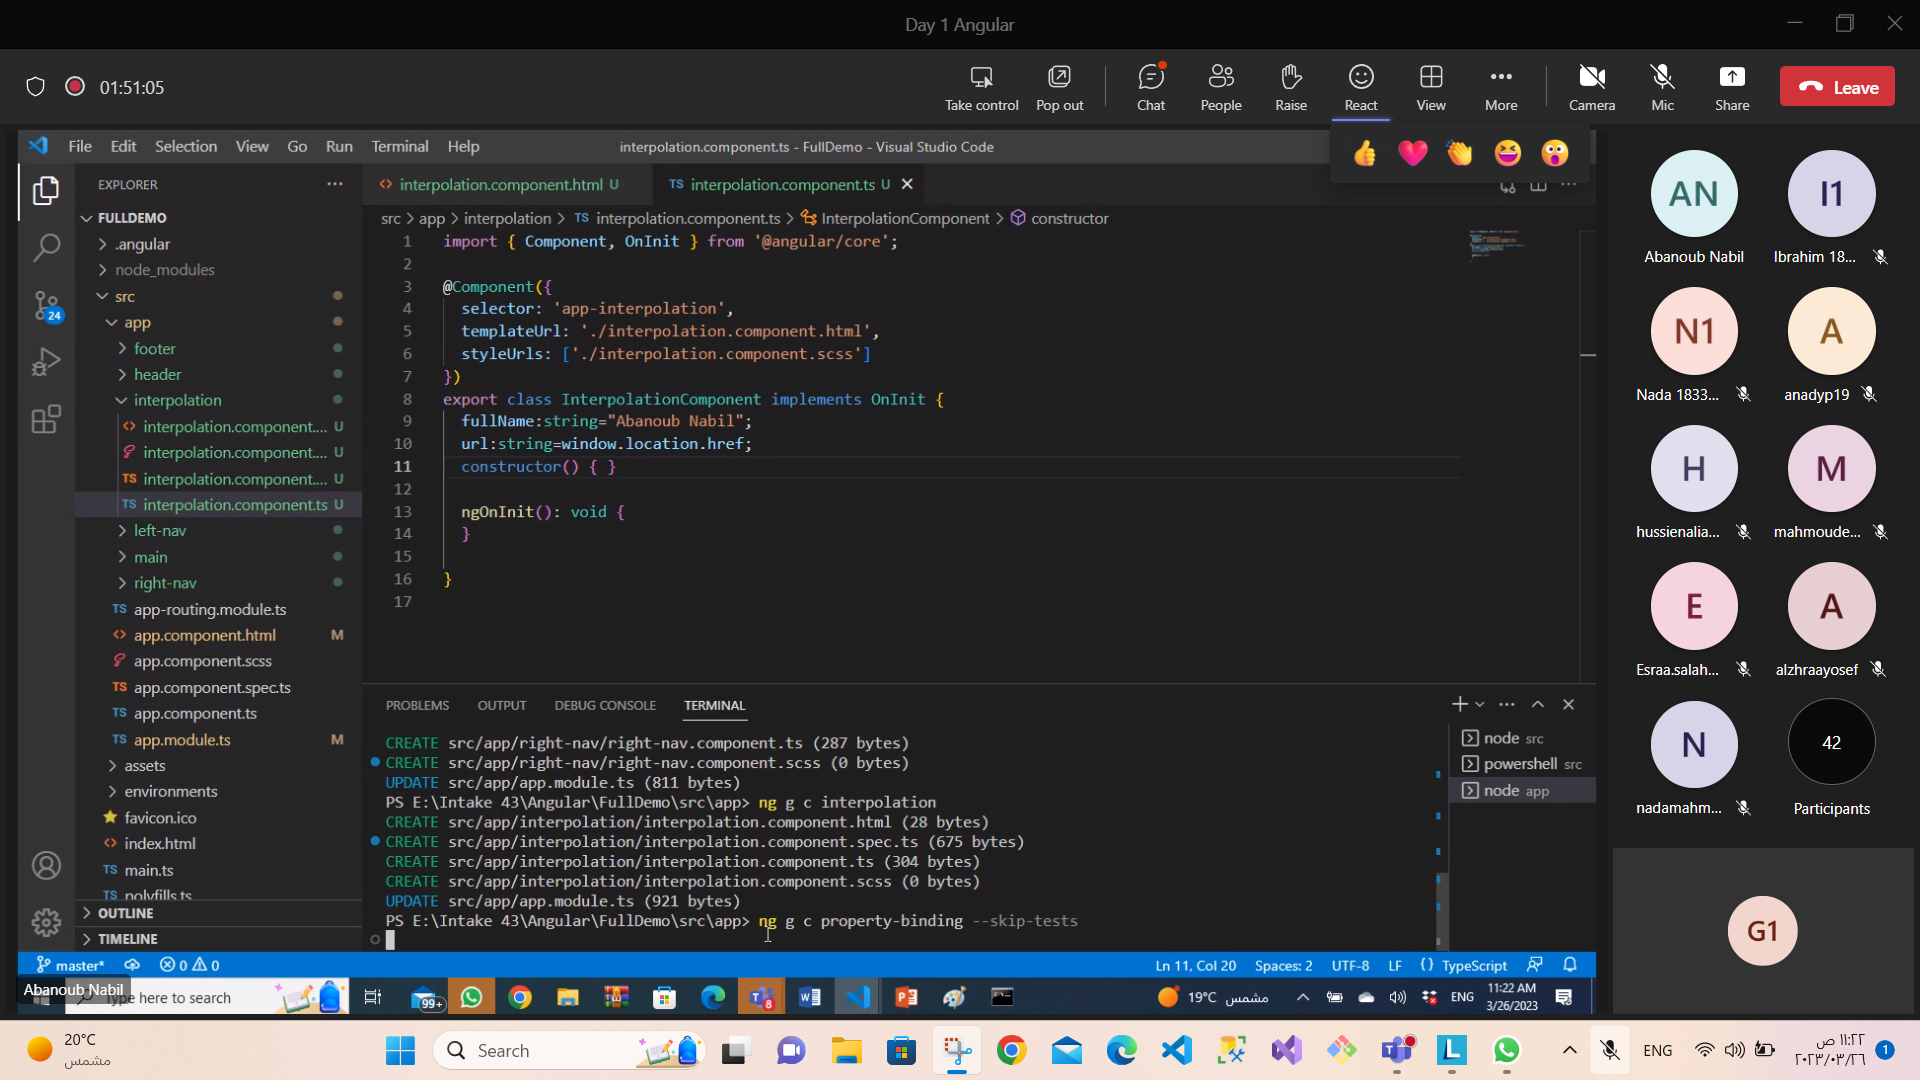 Day 1 Angular
01:51:05
Take control
Pop out
Chat
People
Raise
React
View
More
Camera
Mic
Share
Leave
File Edit Selection View Go Run Terminal Help
interpolation.component.ts - FullDemo - Visual Studio Code
EXPLORER
interpolation.component.html U
TS interpolation.component.ts U
FULLDEMO
src > app > interpolation > TS interpolation.component.ts > InterpolationComponent > constructor
.angular
node_modules
src
app
footer
header
interpolation
interpolation.component.... U
interpolation.component.... U
TS interpolation.component.... U
TS interpolation.component.ts U
left-nav
main
right-nav
TS app-routing.module.ts
app.component.html M
app.component.scss
TS app.component.spec.ts
TS app.component.ts
TS app.module.ts M
assets
environments
favicon.ico
index.html
TS main.ts
TS polyfills.ts
OUTLINE
TIMELINE
24
1 import { Component, OnInit } from '@angular/core';
2
3 @Component({
4 selector: 'app-interpolation',
5 templateUrl: './interpolation.component.html',
6 styleUrls: ['./interpolation.component.scss']
7 })
8 export class InterpolationComponent implements OnInit {
9 fullName:string="Abanoub Nabil";
10 url:string=window.location.href;
11 constructor() { }
12
13 ngOnInit(): void {
14 }
15
16 }
17
PROBLEMS OUTPUT DEBUG CONSOLE TERMINAL
CREATE src/app/right-nav/right-nav.component.ts (287 bytes)
CREATE src/app/right-nav/right-nav.component.scss (0 bytes)
UPDATE src/app/app.module.ts (811 bytes)
PS E:\Intake 43\Angular\FullDemo\src\app> ng g c interpolation
CREATE src/app/interpolation/interpolation.component.html (28 bytes)
CREATE src/app/interpolation/interpolation.component.spec.ts (675 bytes)
CREATE src/app/interpolation/interpolation.component.ts (304 bytes)
CREATE src/app/interpolation/interpolation.component.scss (0 bytes)
UPDATE src/app/app.module.ts (921 bytes)
PS E:\Intake 43\Angular\FullDemo\src\app> ng g c property-binding --skip-tests
node src
powershell src
node app
master* 0 0
Ln 11, Col 20 Spaces: 2 UTF-8 LF {} TypeScript
Abanoub Nabil
Type here to search
99+
8
19°C مشمس
ENG
11:22 AM
3/26/2023
AN
Abanoub Nabil
I1
Ibrahim 18...
N1
Nada 1833...
A
anadyp19
H
hussienalia...
M
mahmoude...
E
Esraa.salah...
A
alzhraayosef
N
nadamahm...
42
Participants
G1
20°C
مشمس
Search
ENG
١١:٢٢ ص
٢٠٢٣/٠٣/٢٦
1